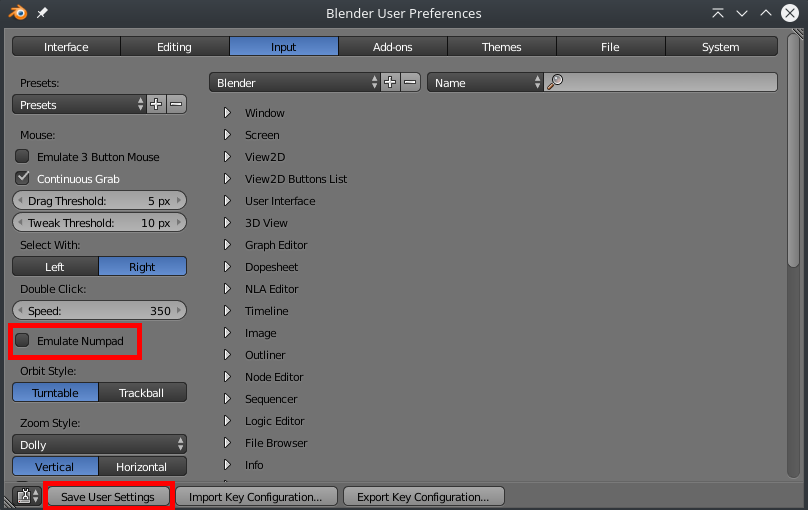 Blender User Preferences
Interface
Editing
Input
Add-ons
Themes
File
System
Presets:
Presets
Mouse:
Emulate 3 Button Mouse
Continuous Grab
Drag Threshold: 5 px
Tweak Threshold: 10 px
Select With:
Left
Right
Double Click:
Speed: 350
Emulate Numpad
Orbit Style:
Turntable
Trackball
Zoom Style:
Dolly
Vertical
Horizontal
Blender
Name
Window
Screen
View2D
View2D Buttons List
User Interface
3D View
Graph Editor
Dopesheet
NLA Editor
Timeline
Image
Outliner
Node Editor
Sequencer
Logic Editor
File Browser
Info
Save User Settings
Import Key Configuration...
Export Key Configuration...